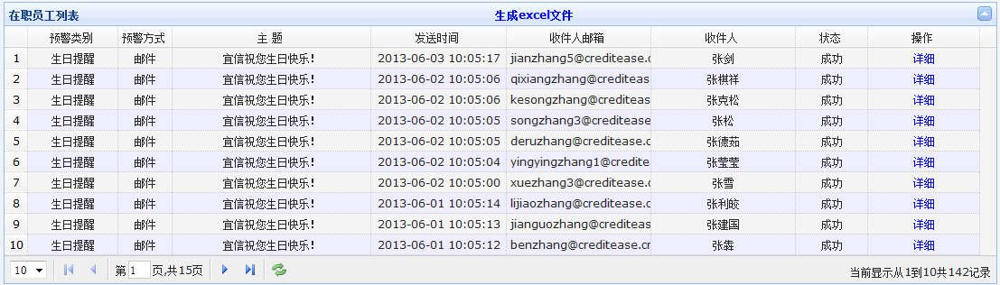 在职员工列表 生成excel文件
预警类别 预警方式 主 题 发送时间 收件人邮箱 收件人 状态 操作
1 生日提醒 邮件 宜信祝您生日快乐! 2013-06-03 10:05:17 jianzhang5@creditease.c 张剑 成功 详细
2 生日提醒 邮件 宜信祝您生日快乐! 2013-06-02 10:05:06 qixiangzhang@crediteas 张棋祥 成功 详细
3 生日提醒 邮件 宜信祝您生日快乐! 2013-06-02 10:05:06 kesongzhang@creditease 张克松 成功 详细
4 生日提醒 邮件 宜信祝您生日快乐! 2013-06-02 10:05:05 songzhang3@creditease 张松 成功 详细
5 生日提醒 邮件 宜信祝您生日快乐! 2013-06-02 10:05:05 deruzhang@creditease.c 张德茹 成功 详细
6 生日提醒 邮件 宜信祝您生日快乐! 2013-06-02 10:05:04 yingyingzhang1@credite 张莹莹 成功 详细
7 生日提醒 邮件 宜信祝您生日快乐! 2013-06-02 10:05:00 xuezhang3@creditease.c 张雪 成功 详细
8 生日提醒 邮件 宜信祝您生日快乐! 2013-06-01 10:05:14 lijiaozhang@creditease.c 张利皎 成功 详细
9 生日提醒 邮件 宜信祝您生日快乐! 2013-06-01 10:05:13 jianguozhang@crediteas 张建国 成功 详细
10 生日提醒 邮件 宜信祝您生日快乐! 2013-06-01 10:05:12 benzhang@creditease.cr 张犇 成功 详细
10 第 1 页,共15页 当前显示从1到10共142记录